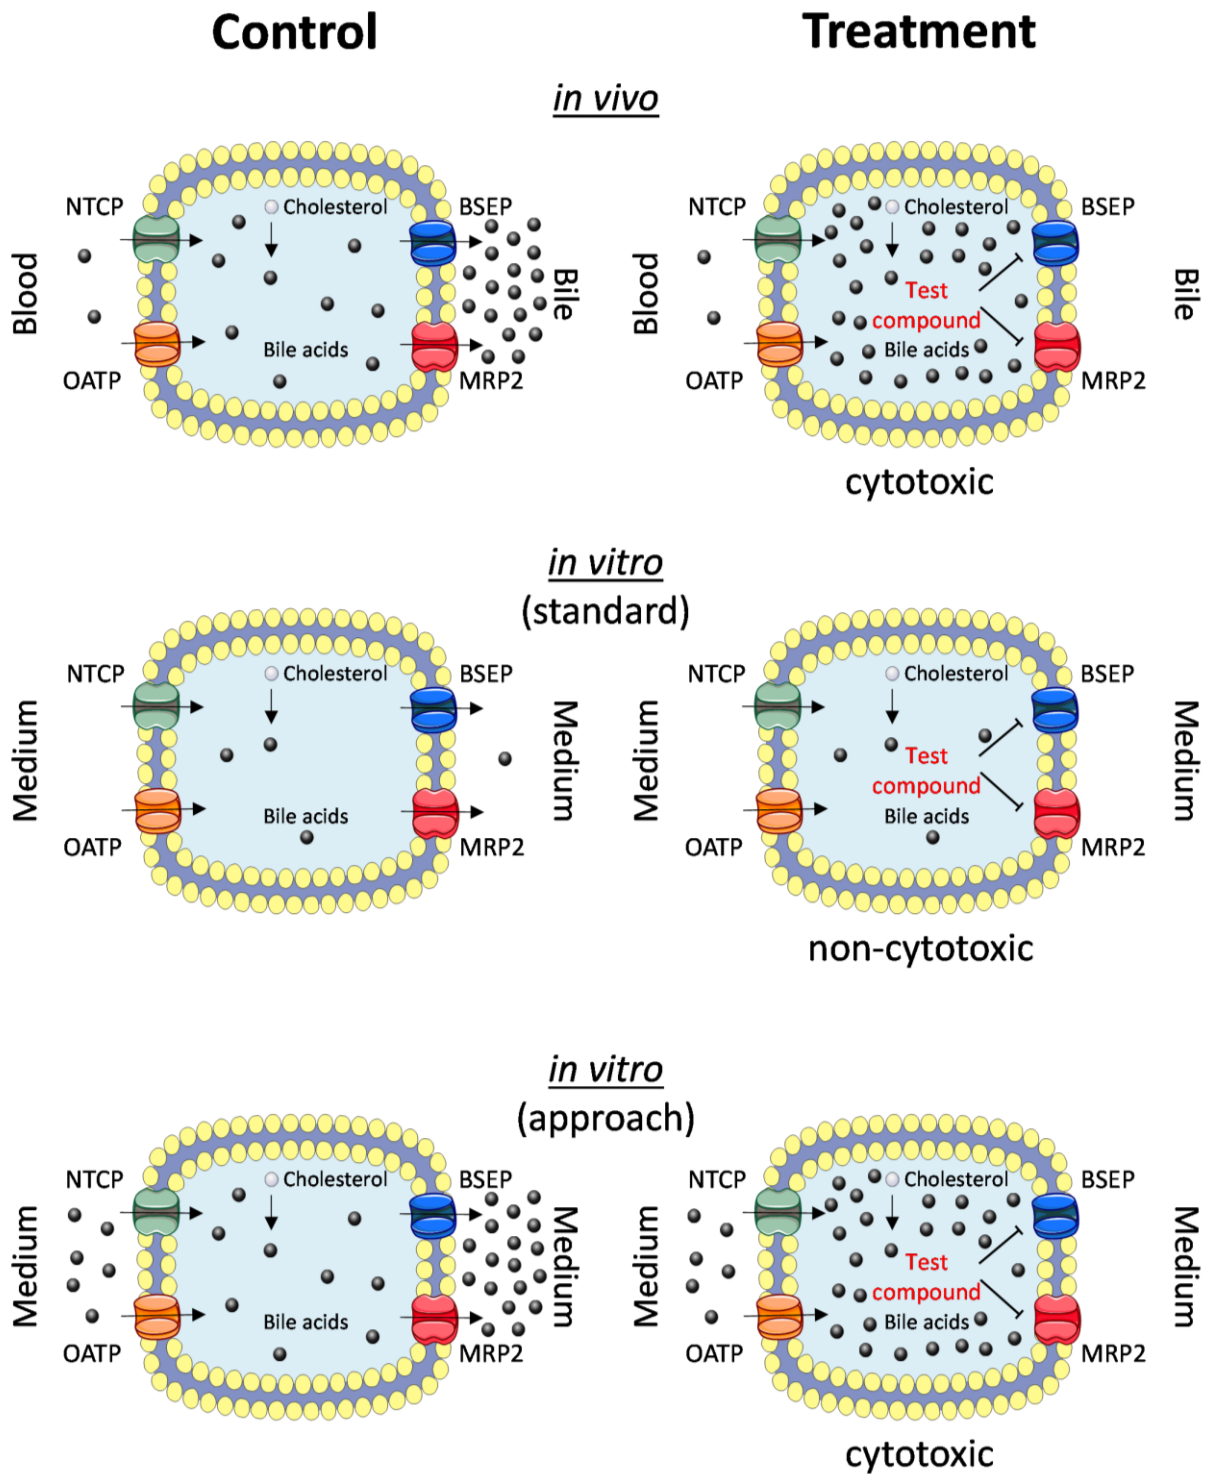 Control
Treatment
in vivo
NTCP
Cholesterol
BSEP
Blood
Bile
Bile acids
OATP
MRP2
NTCP
Cholesterol
BSEP
Blood
Test
compound
Bile
Bile acids
OATP
MRP2
cytotoxic
in vitro
(standard)
NTCP
Cholesterol
BSEP
Medium
Medium
Bile acids
OATP
MRP2
NTCP
Cholesterol
BSEP
Medium
Test
compound
Medium
Bile acids
OATP
MRP2
non-cytotoxic
in vitro
(approach)
NTCP
Cholesterol
BSEP
Medium
Medium
Bile acids
OATP
MRP2
NTCP
Cholesterol
BSEP
Medium
Test
compound
Medium
Bile acids
OATP
MRP2
cytotoxic